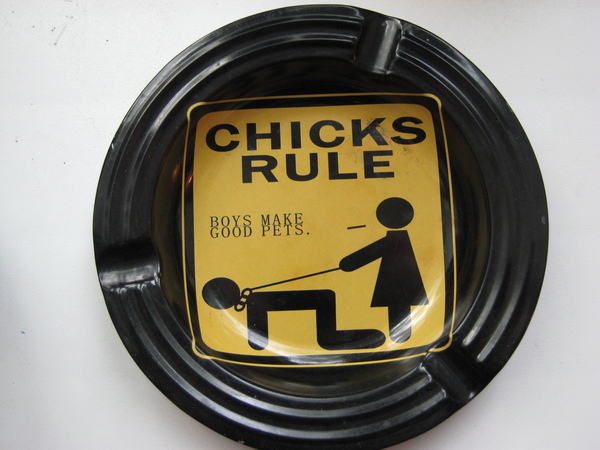 CHICKS
RULE
BOYS MAKE
GOOD PETS.